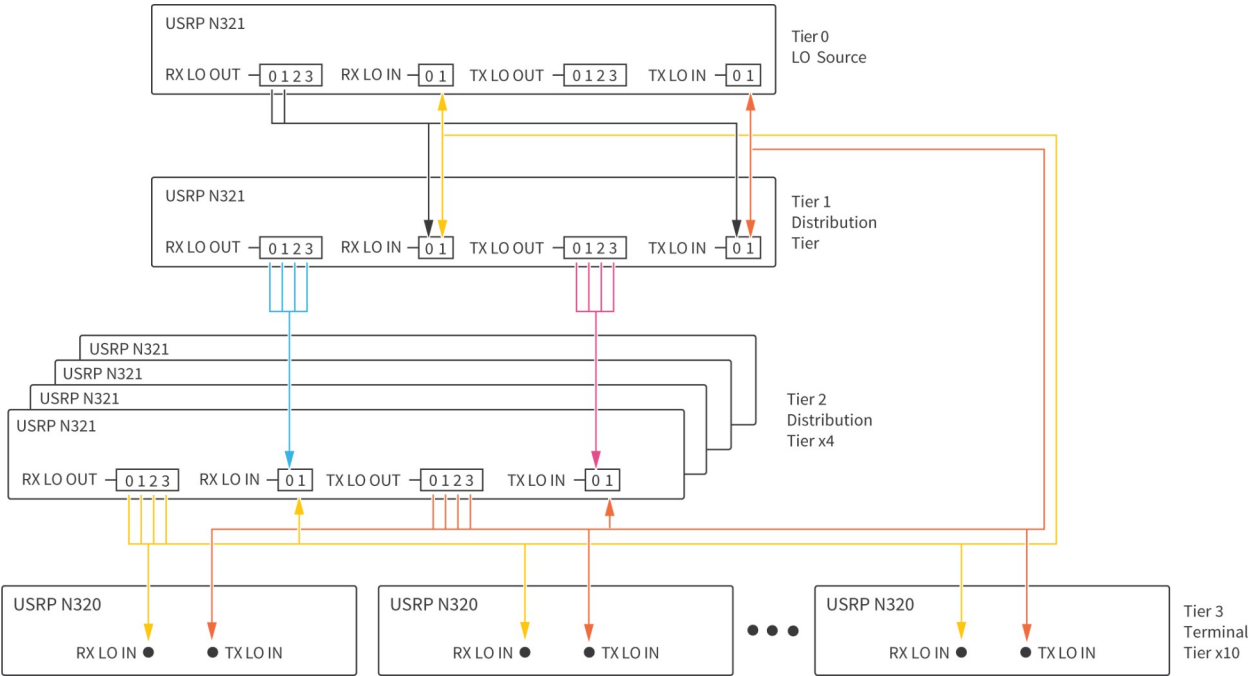 USRP N321
RX LO OUT 0 1 2 3 RX LO IN 0 1 TX LO OUT 0 1 2 3 TX LO IN 0 1
Tier 0
LO Source
USRP N321
RX LO OUT 0 1 2 3 RX LO IN 0 1 TX LO OUT 0 1 2 3 TX LO IN 0 1
Tier 1
Distribution
Tier
USRP N321
USRP N321
USRP N321
USRP N321
RX LO OUT 0 1 2 3 RX LO IN 0 1 TX LO OUT 0 1 2 3 TX LO IN 0 1
Tier 2
Distribution
Tier x4
USRP N320
RX LO IN TX LO IN
USRP N320
RX LO IN TX LO IN
USRP N320
RX LO IN TX LO IN
Tier 3
Terminal
Tier x10